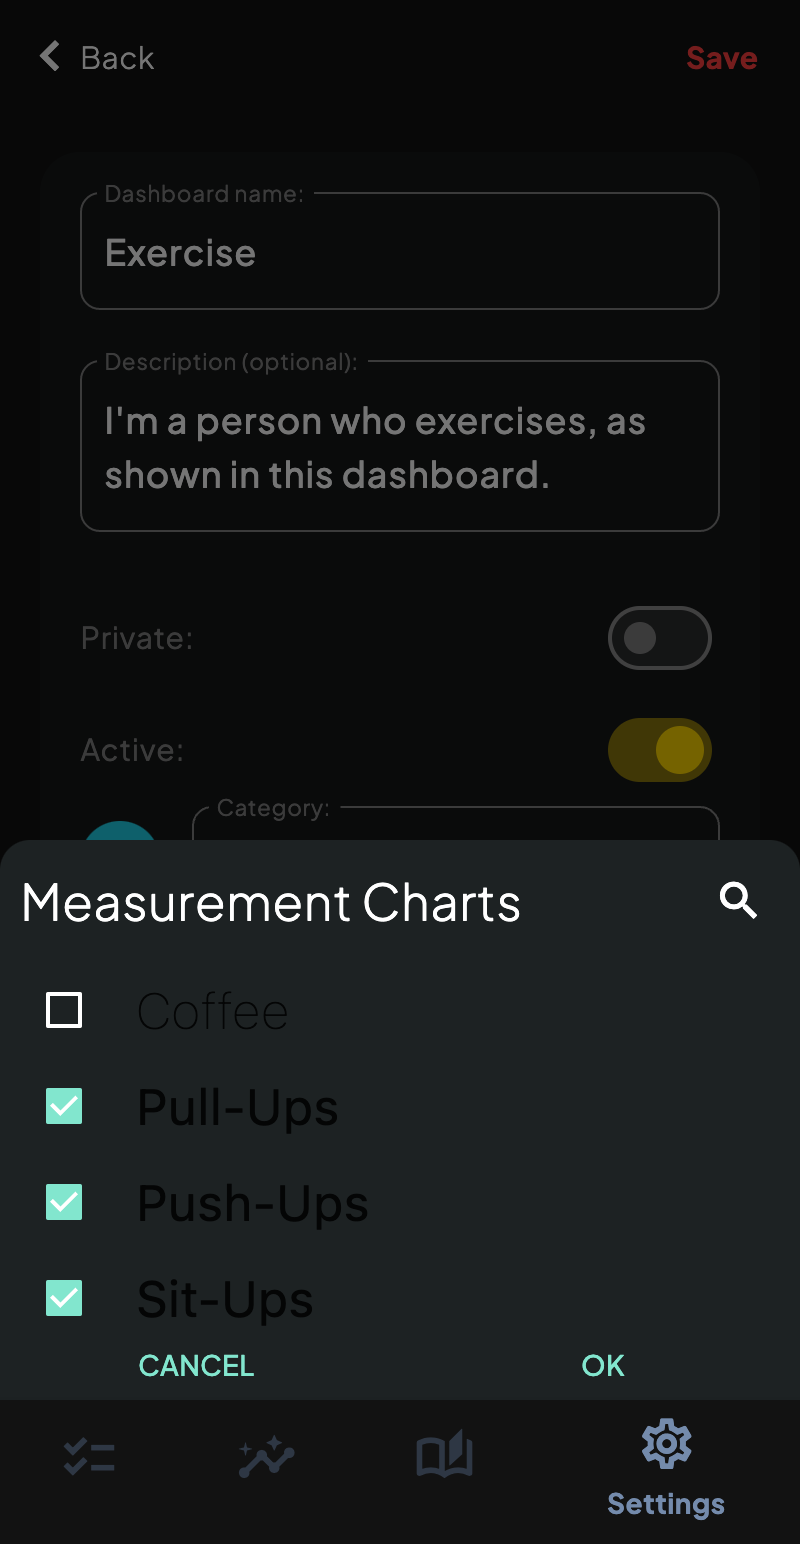 Back
Save
Dashboard name:
Exercise
Description (optional):
I'm a person who exercises, as
shown in this dashboard.
Private:
Active:
Category:
Measurement Charts
Coffee
Pull-Ups
Push-Ups
Sit-Ups
CANCEL
OK
Settings